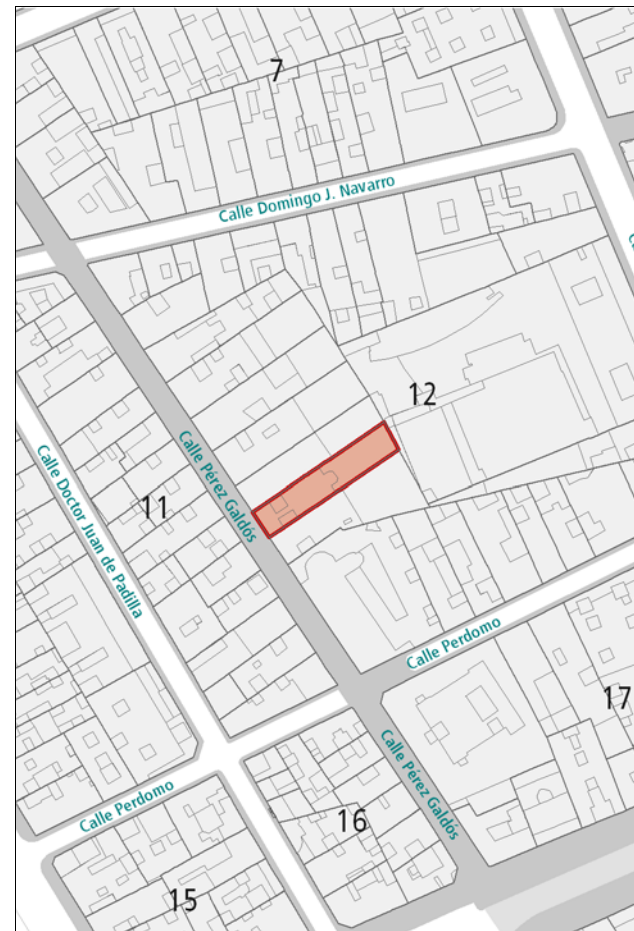 7
Calle Domingo J. Navarro
12
Calle Pérez Galdós
11
Calle Doctor Juan de Padilla
Calle Perdomo
17
Calle Pérez Galdós
Calle Perdomo
16
15